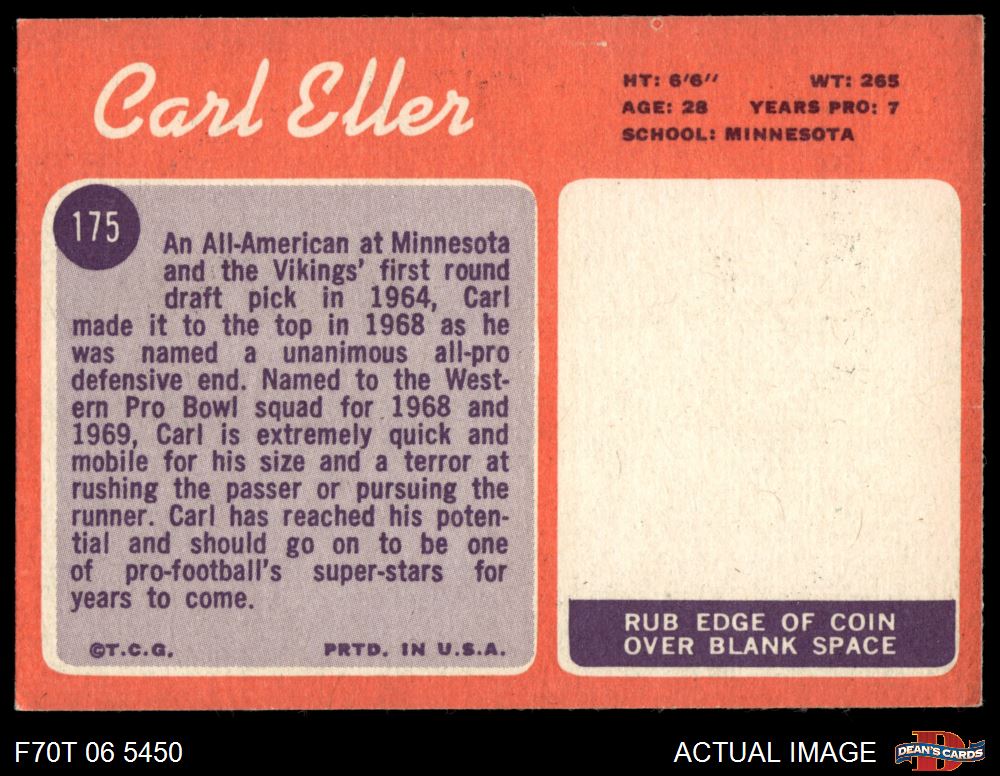 Carl Eller
HT: 6'6" WT: 265
AGE: 28 YEARS PRO: 7
SCHOOL: MINNESOTA
175
An All-American at Minnesota
and the Vikings' first round
draft pick in 1964, Carl
made it to the top in 1968 as he
was named a unanimous all-pro
defensive end. Named to the West-
ern Pro Bowl squad for 1968 and
1969, Carl is extremely quick and
mobile for his size and a terror at
rushing the passer or pursuing the
runner. Carl has reached his poten-
tial and should go on to be one
of pro-football's super-stars for
years to come.
©T.C.G. PRTD. IN U.S.A.
RUB EDGE OF COIN
OVER BLANK SPACE
F70T 06 5450
ACTUAL IMAGE
D
DEAN'S CARDS